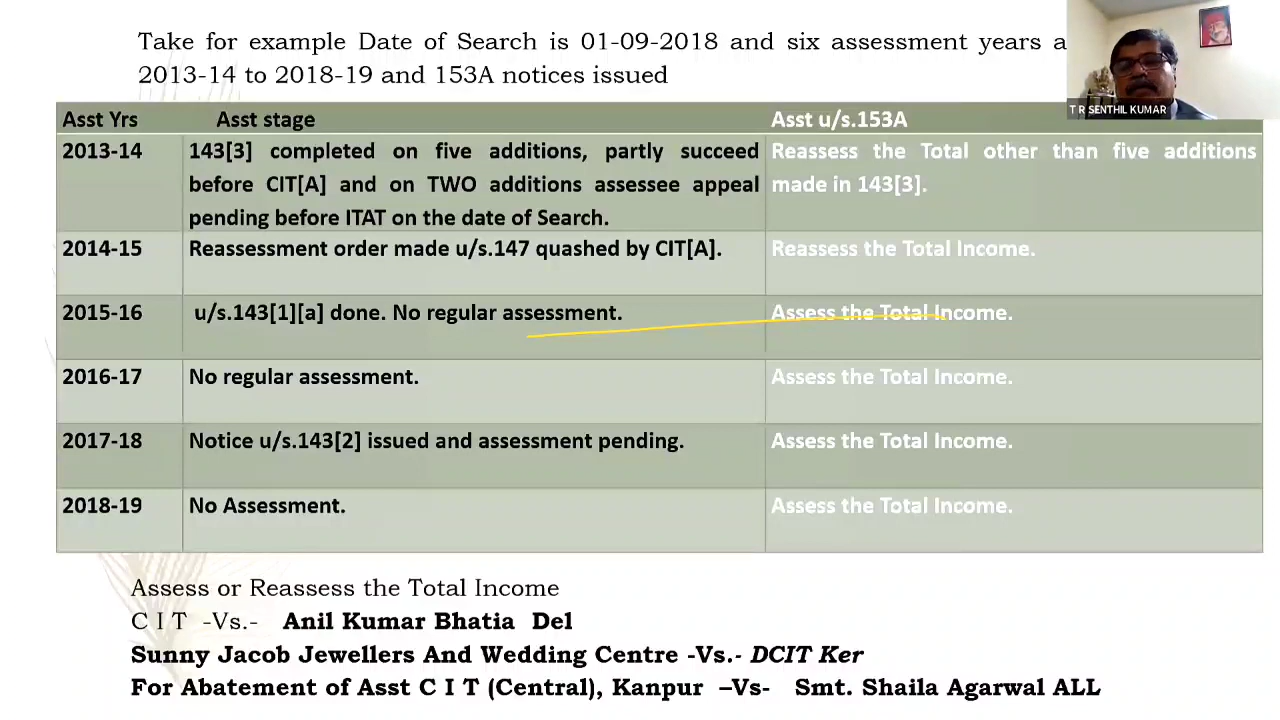 Take for example Date of Search is 01-09-2018 and six assessment years a
2013-14 to 2018-19 and 153A notices issued
T R SENTHIL KUMAR
Asst Yrs Asst stage Asst u/s.153A
2013-14 143[3] completed on five additions, partly succeed Reassess the Total other than five additions
before CIT[A] and on TWO additions assessee appeal made in 143[3].
pending before ITAT on the date of Search.
2014-15 Reassessment order made u/s.147 quashed by CIT[A]. Reassess the Total Income.
2015-16 u/s.143[1][a] done. No regular assessment. Assess the Total Income.
2016-17 No regular assessment. Assess the Total Income.
2017-18 Notice u/s.143[2] issued and assessment pending. Assess the Total Income.
2018-19 No Assessment. Assess the Total Income.
Assess or Reassess the Total Income
C I T -Vs.- Anil Kumar Bhatia Del
Sunny Jacob Jewellers And Wedding Centre -Vs.- DCIT Ker
For Abatement of Asst C I T (Central), Kanpur –Vs- Smt. Shaila Agarwal ALL